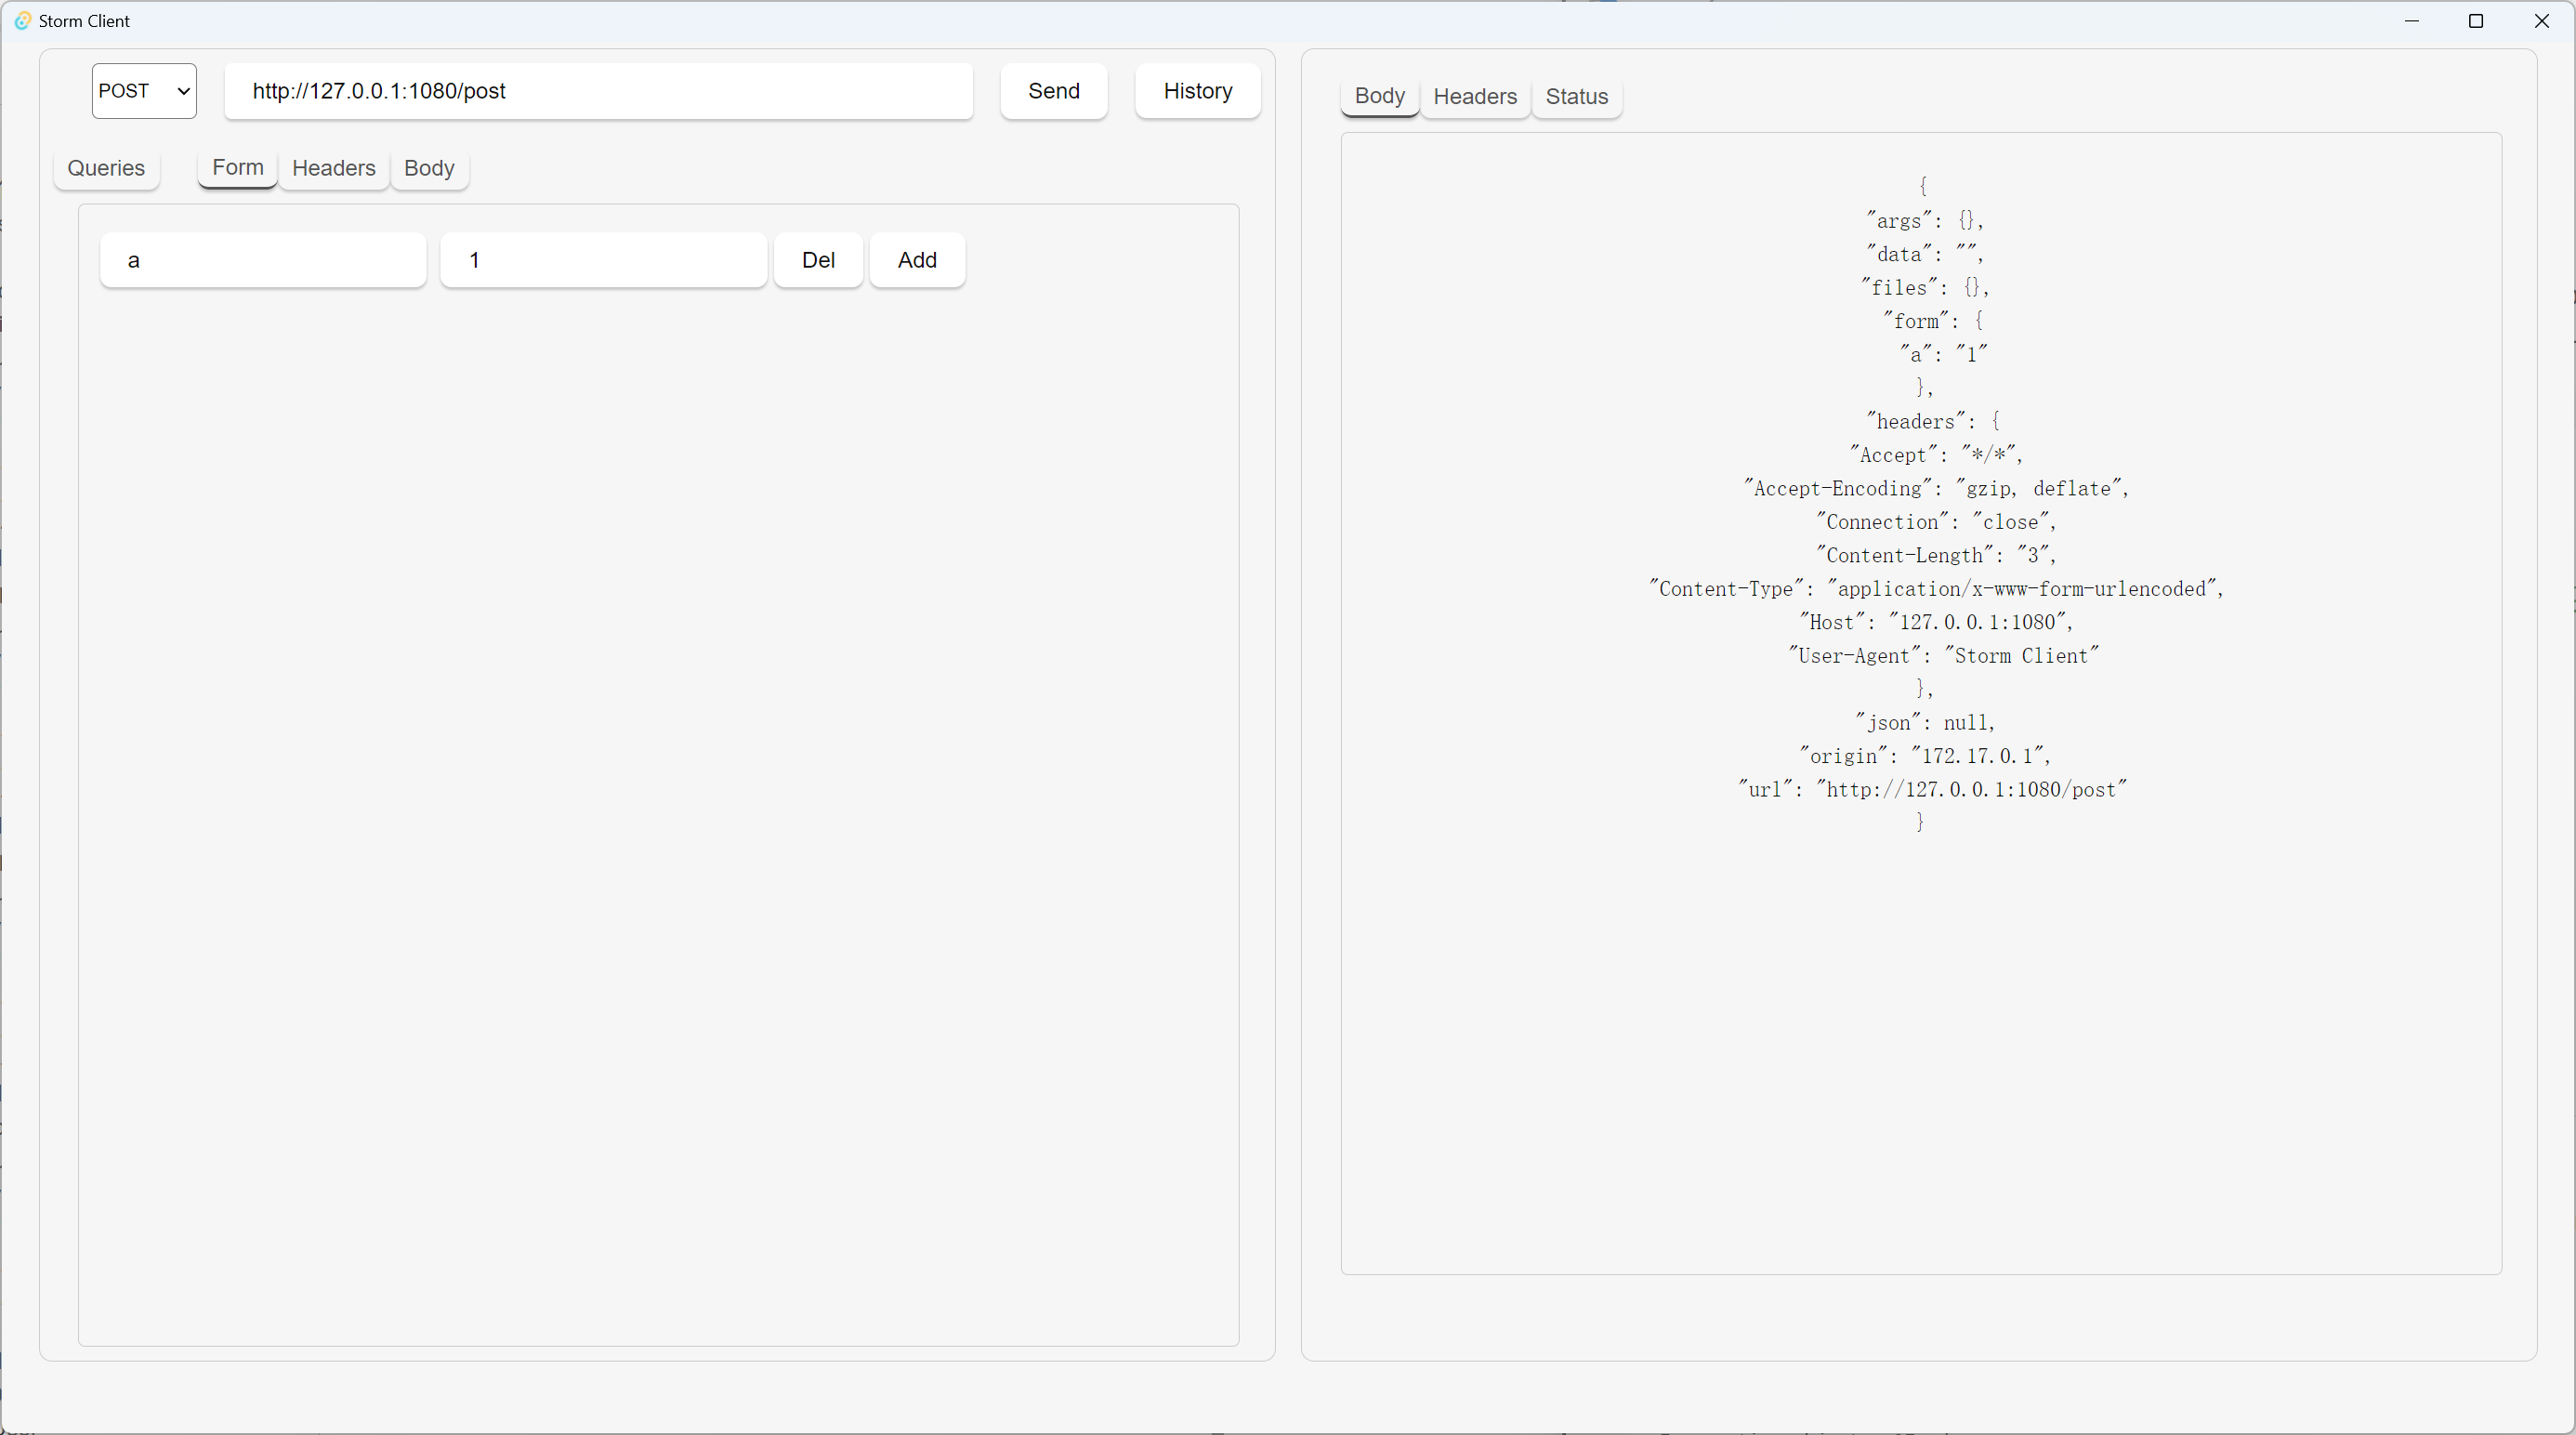 Storm Client
POST
http://127.0.0.1:1080/post
Send
History
Queries
Form
Headers
Body
a
1
Del
Add
Body
Headers
Status
{
"args": {},
"data": "",
"files": {},
"form": {
"a": "1"
},
"headers": {
"Accept": "*/*",
"Accept-Encoding": "gzip, deflate",
"Connection": "close",
"Content-Length": "3",
"Content-Type": "application/x-www-form-urlencoded",
"Host": "127.0.0.1:1080",
"User-Agent": "Storm Client"
},
"json": null,
"origin": "172.17.0.1",
"url": "http://127.0.0.1:1080/post"
}